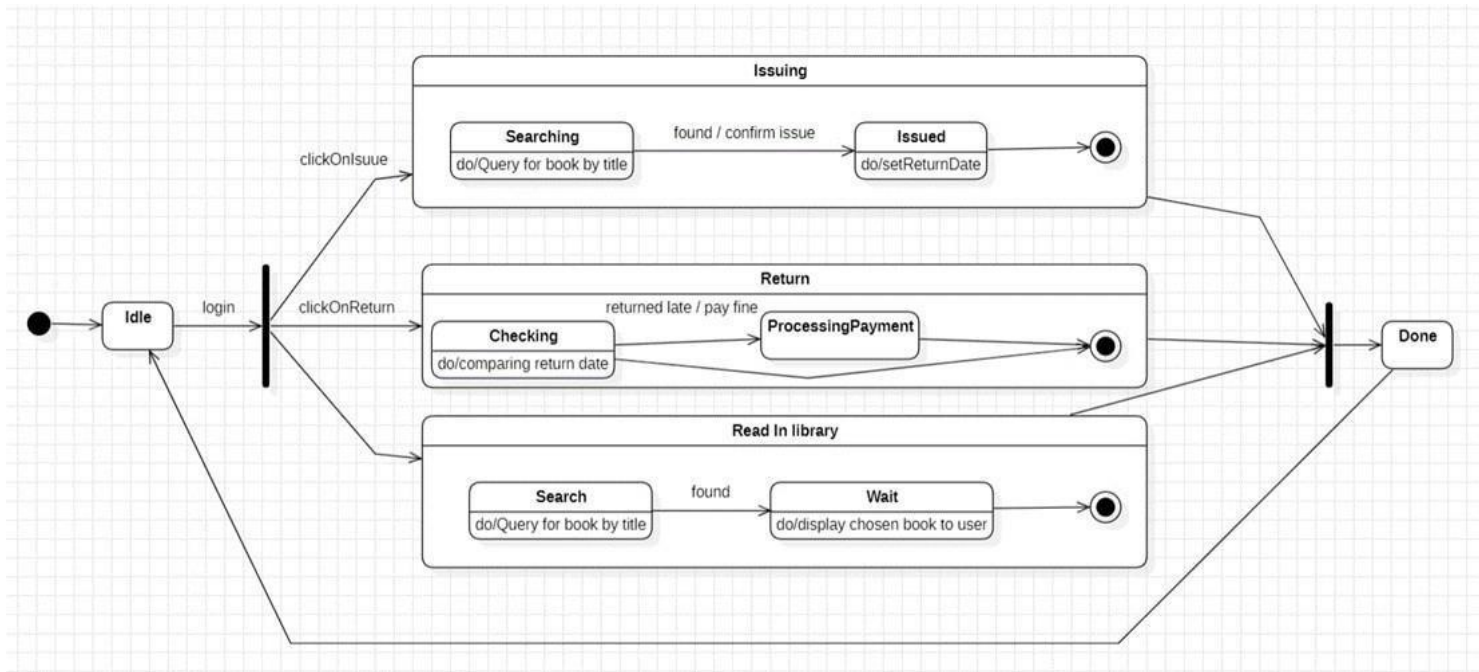 Issuing
Searching
do/Query for book by title
found / confirm issue
Issued
do/setReturnDate
clickOnIsuue
Idle
login
clickOnReturn
Return
Checking
do/comparing return date
returned late / pay fine
ProcessingPayment
Done
Read In library
Search
do/Query for book by title
found
Wait
do/display chosen book to user